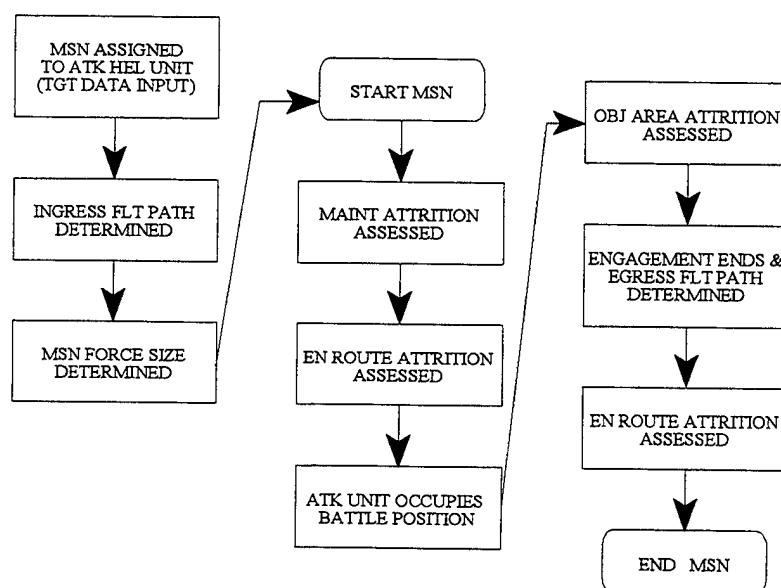 MSN ASSIGNED
TO ATK HEL UNIT
(TGT DATA INPUT)
INGRESS FLT PATH
DETERMINED
MSN FORCE SIZE
DETERMINED
START MSN
MAINT ATTRITION
ASSESSED
EN ROUTE ATTRITION
ASSESSED
ATK UNIT OCCUPIES
BATTLE POSITION
OBJ AREA ATTRITION
ASSESSED
ENGAGEMENT ENDS &
EGRESS FLT PATH
DETERMINED
EN ROUTE ATTRITION
ASSESSED
END MSN